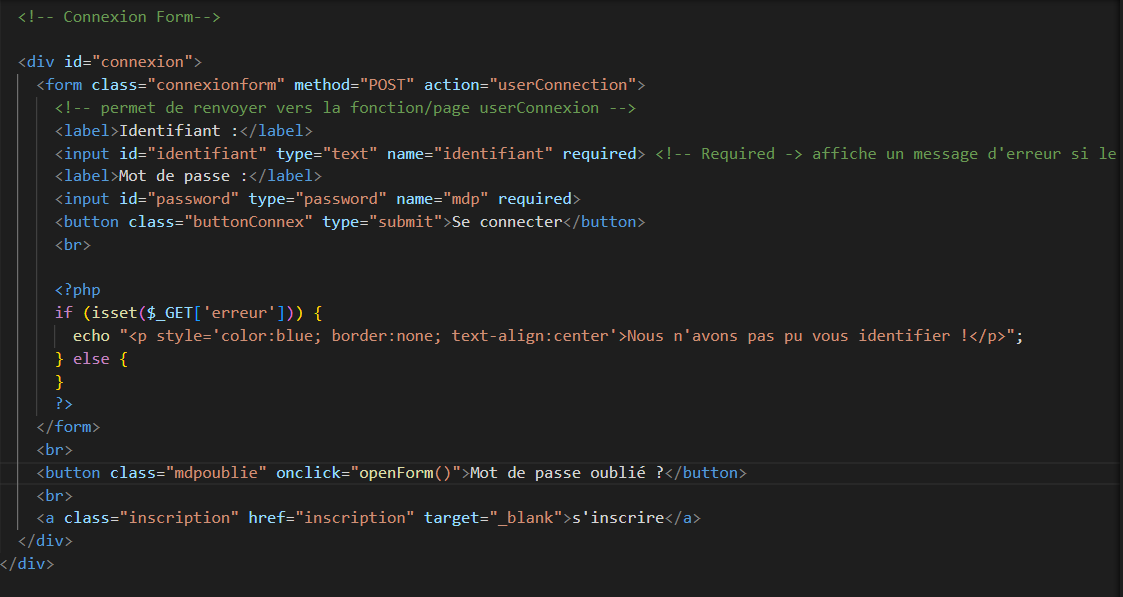 <!-- Connexion Form-->
<div id="connexion">
<form class="connexionform" method="POST" action="userConnection">
<!-- permet de renvoyer vers la fonction/page userConnexion -->
<label>Identifiant :</label>
<input id="identifiant" type="text" name="identifiant" required> <!-- Required -> affiche un message d'erreur si le
<label>Mot de passe :</label>
<input id="password" type="password" name="mdp" required>
<button class="buttonConnex" type="submit">Se connecter</button>
<br>
<?php
if (isset($_GET['erreur'])) {
echo "<p style='color:blue; border:none; text-align:center'>Nous n'avons pas pu vous identifier !</p>";
} else {
}
?>
</form>
<br>
<button class="mdpoublie" onclick="openForm()">Mot de passe oublié ?</button>
<br>
<a class="inscription" href="inscription" target="_blank">s'inscrire</a>
</div>
</div>